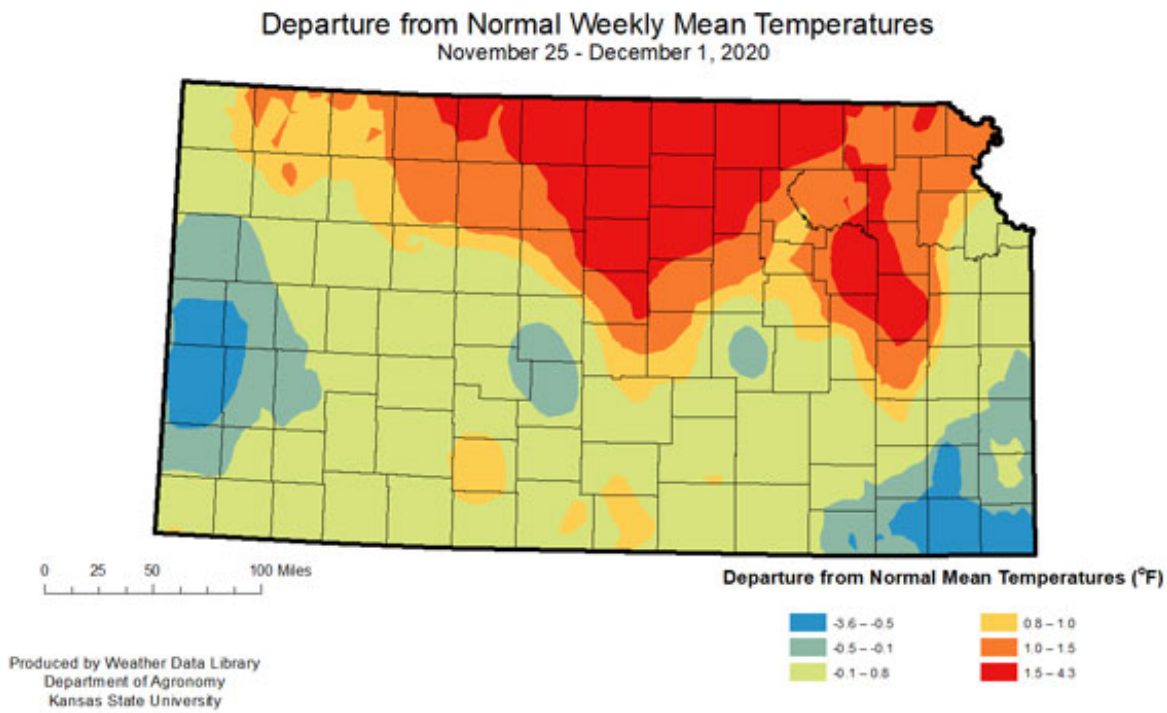 Departure from Normal Weekly Mean Temperatures
November 25 - December 1, 2020
0 25 50 100 Miles
Departure from Normal Mean Temperatures (°F)
-3.6 – -0.5
-0.5 – -0.1
-0.1 – 0.8
0.8 – 1.0
1.0 – 1.5
1.5 – 4.3
Produced by Weather Data Library
Department of Agronomy
Kansas State University